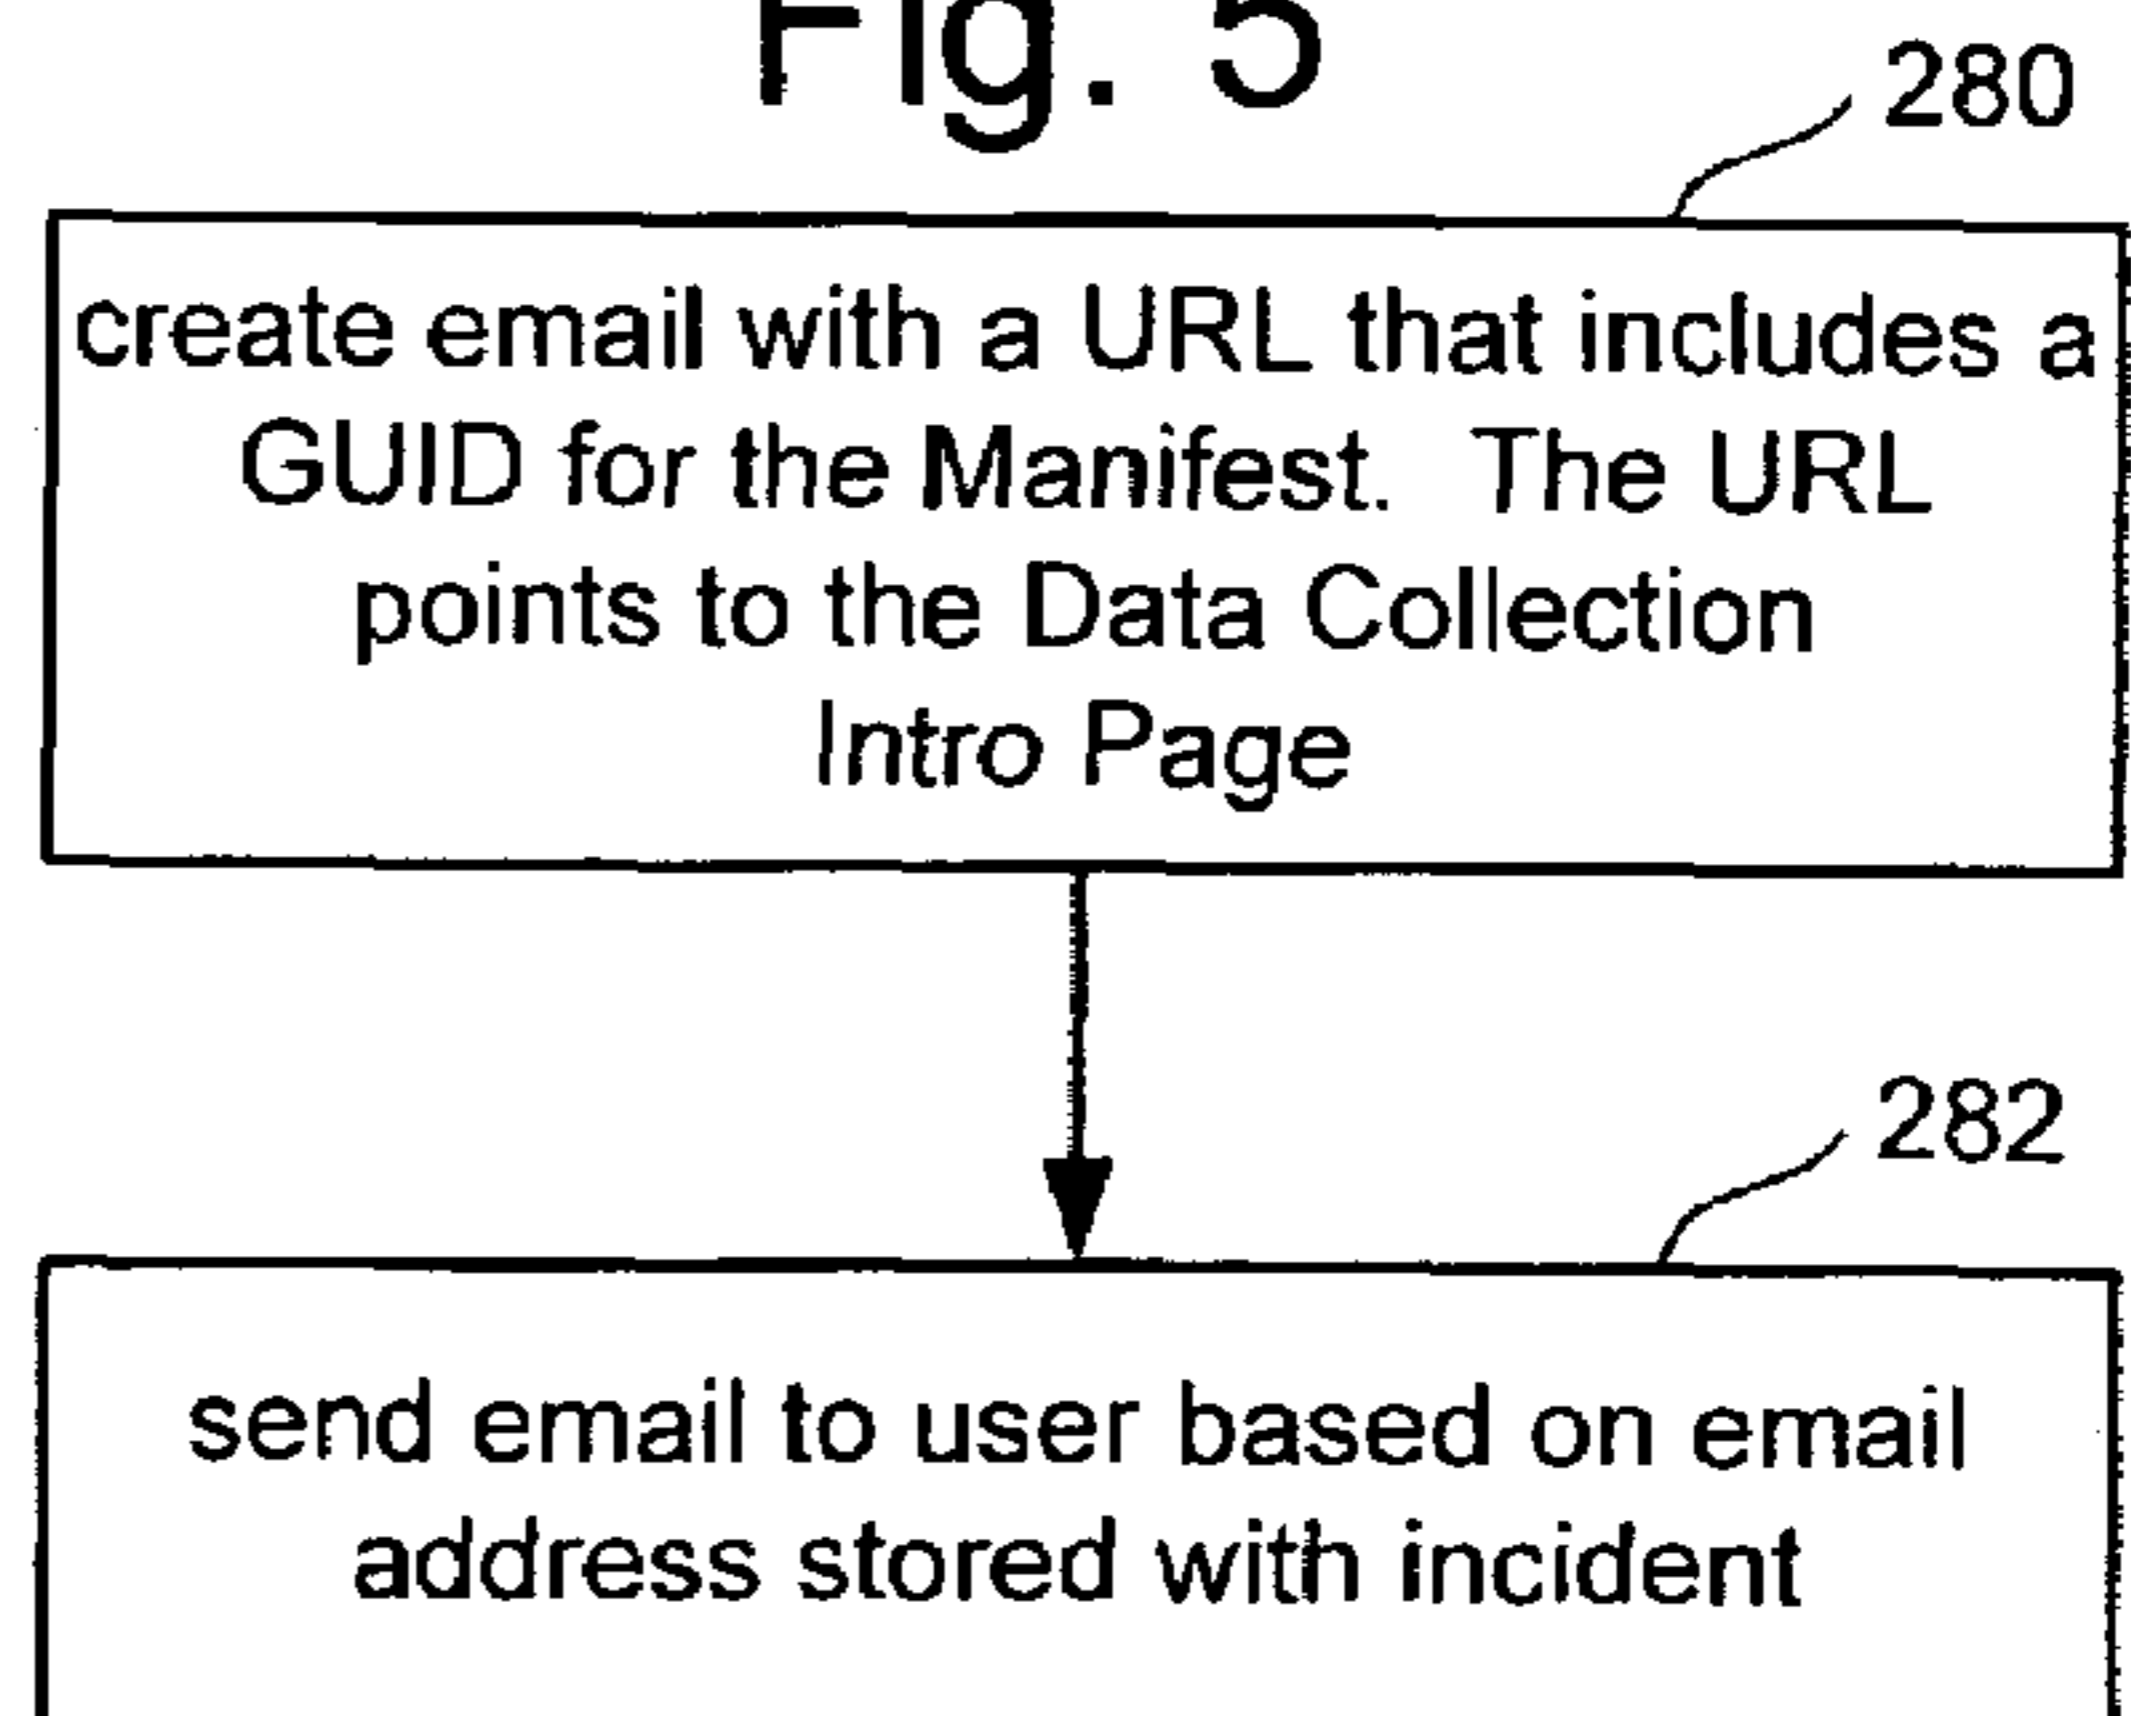 Fig. 5
280
create email with a URL that includes a
GUID for the Manifest. The URL
points to the Data Collection
Intro Page
282
send email to user based on email
address stored with incident